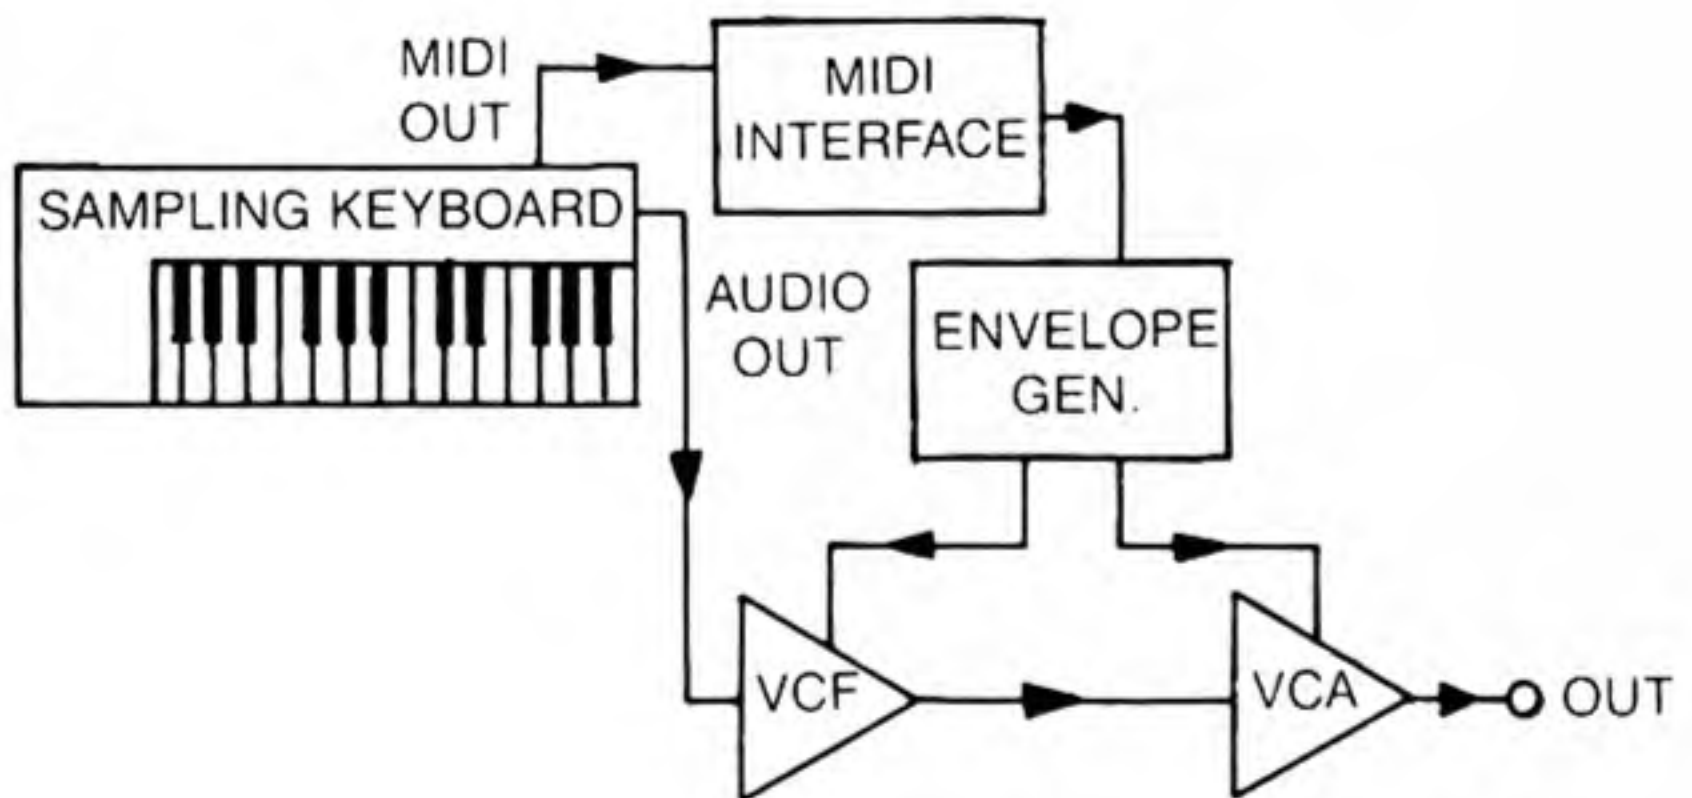 MIDI
OUT
MIDI
INTERFACE
SAMPLING KEYBOARD
AUDIO
OUT
ENVELOPE
GEN.
VCF
VCA
OUT